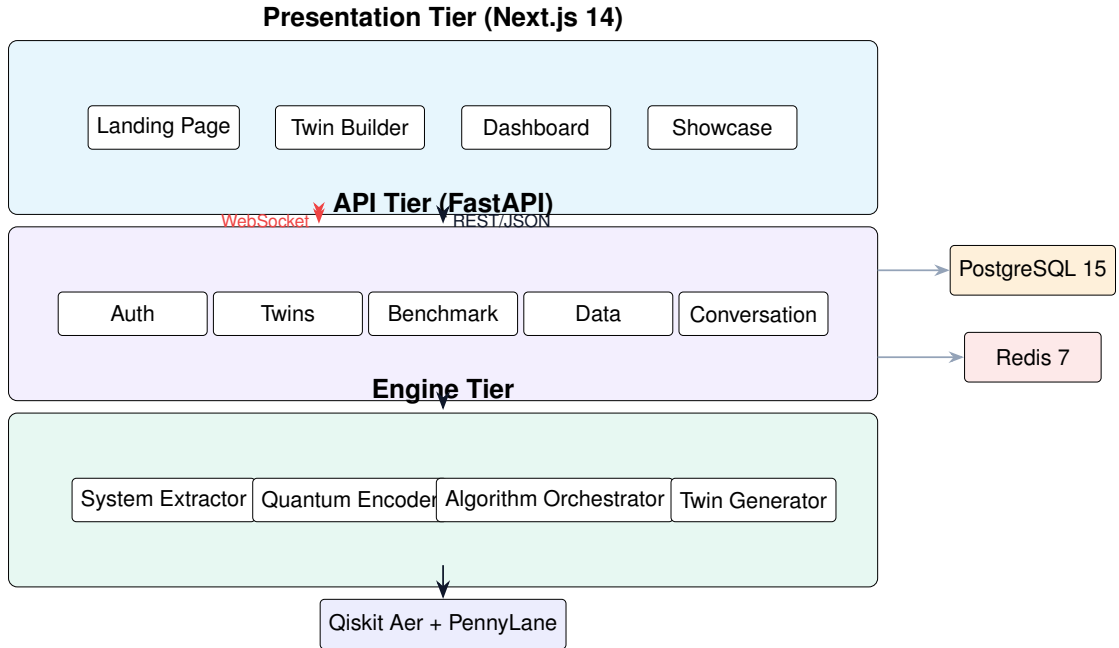 Presentation Tier (Next.js 14)
Landing Page
Twin Builder
Dashboard
Showcase
API Tier (FastAPI)
WebSocket
REST/JSON
PostgreSQL 15
Auth
Twins
Benchmark
Data
Conversation
Redis 7
Engine Tier
System Extractor
Quantum Encoder
Algorithm Orchestrator
Twin Generator
Qiskit Aer + PennyLane